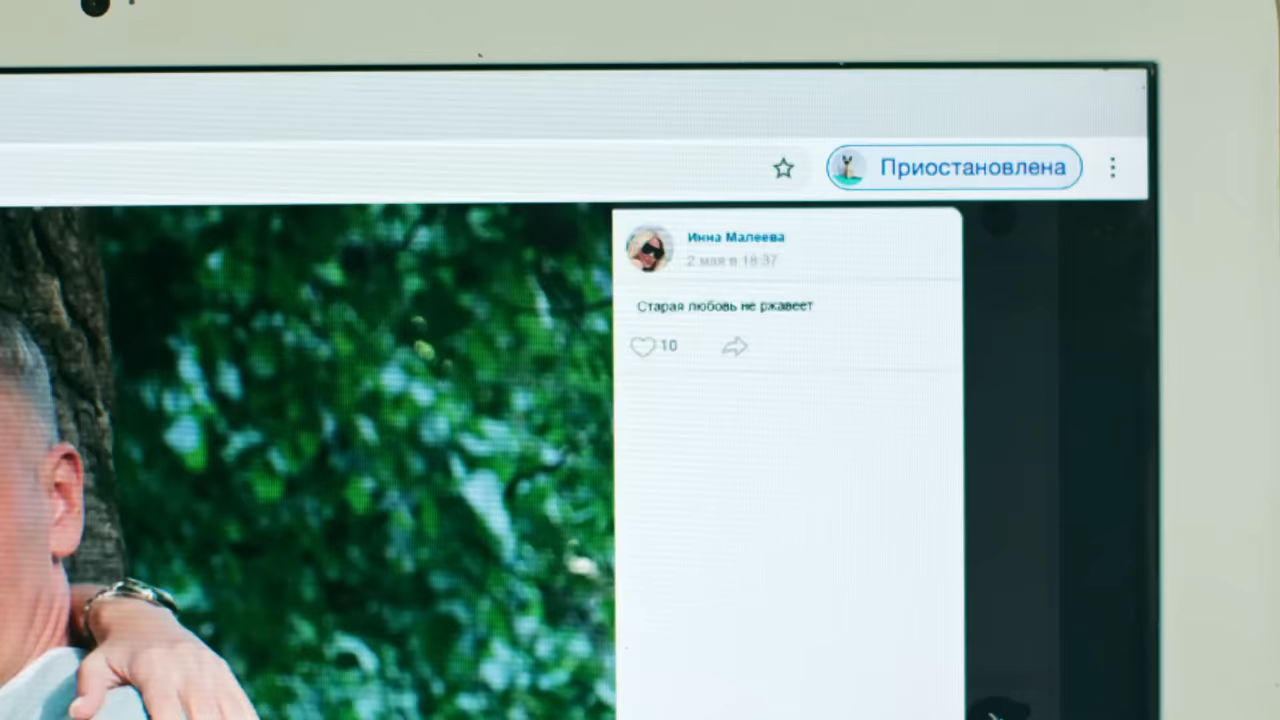 Приостановлена
Инна Малеева
2 мая в 18:37
Старая любовь не ржавеет
10